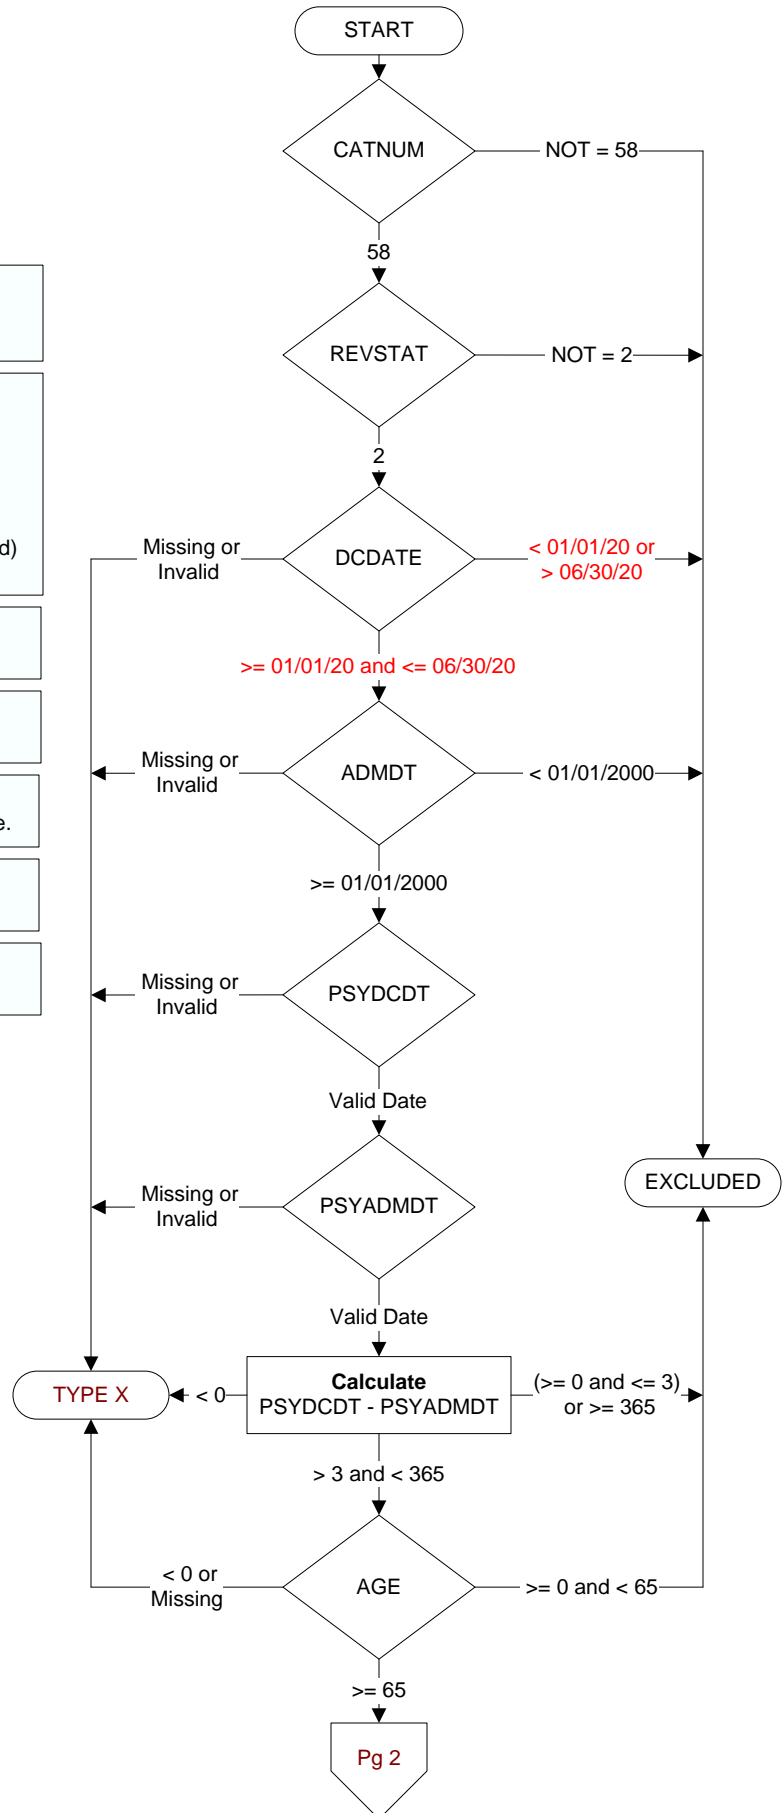 START
CATNUM
NOT = 58
58
REVSTAT
NOT = 2
2
d)
Missing or
Invalid
DCDATE
< 01/01/20 or
> 06/30/20
>= 01/01/20 and <= 06/30/20
Missing or
Invalid
ADMDT
< 01/01/2000
e.
>= 01/01/2000
Missing or
Invalid
PSYDCDT
Valid Date
Missing or
Invalid
PSYADMDT
EXCLUDED
Valid Date
TYPE X
< 0
Calculate
PSYDCDT - PSYADMDT
(>= 0 and <= 3)
or >= 365
> 3 and < 365
< 0 or
Missing
AGE
>= 0 and < 65
>= 65
Pg 2